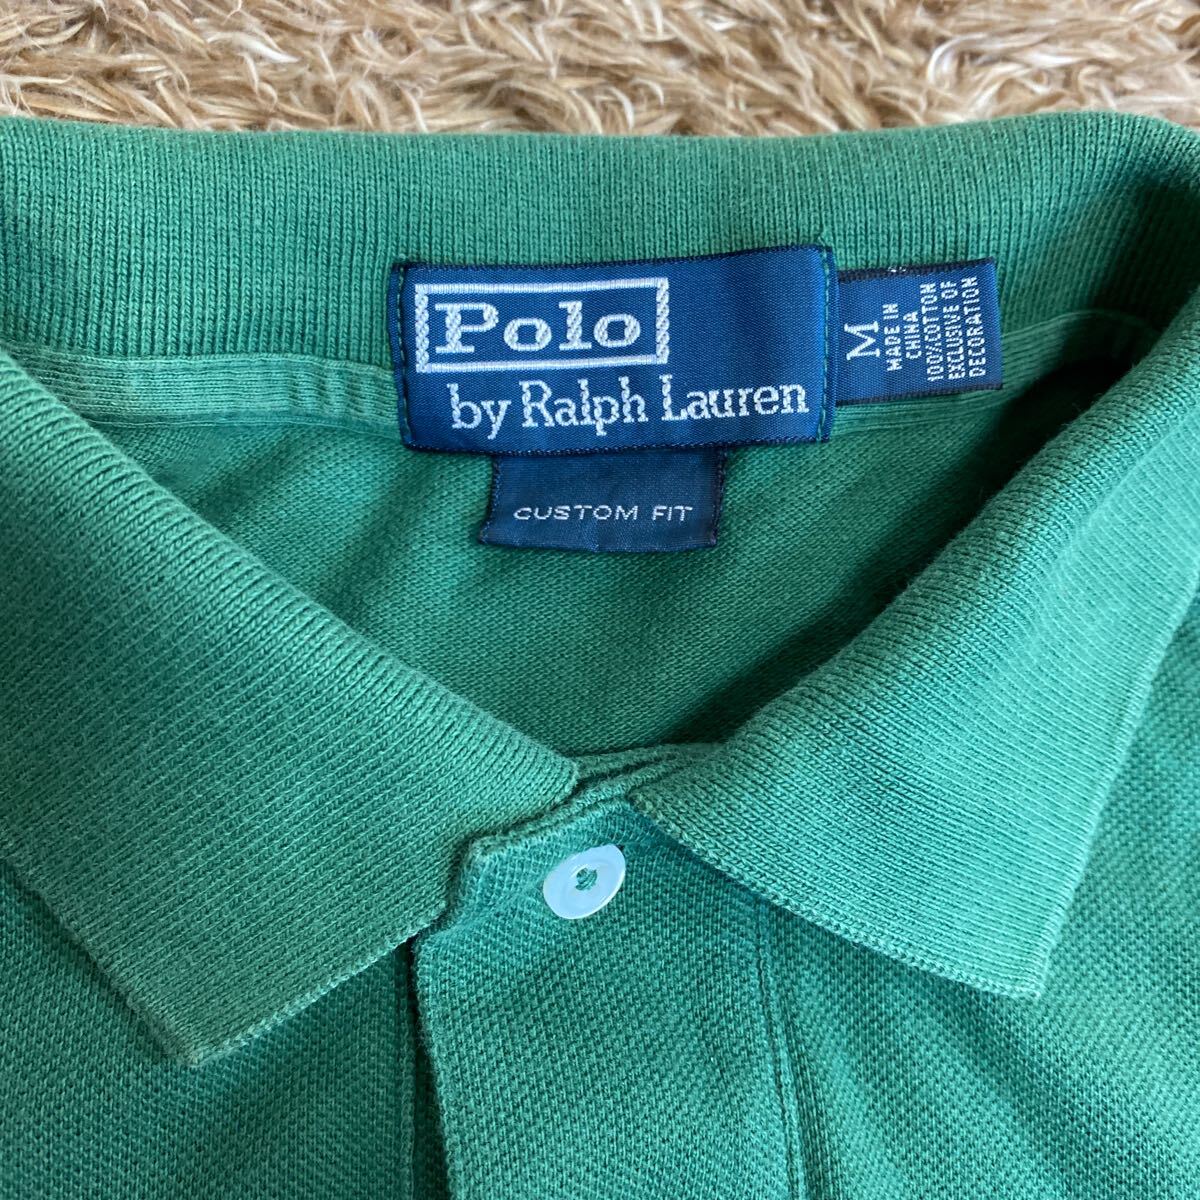 Polo
by Ralph Lauren
CUSTOM FIT
M
MADE IN
CHINA
100%COTTON
EXCLUSIVE OF
DECORATION